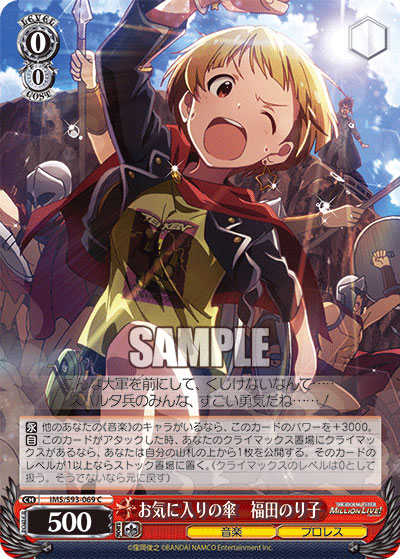 LEVEL
0
0
COST
TEKKEN
SAMPLE
こんな大軍を前にして、くじけないなんて……
スパルタ兵のみんな、すごい勇気だね……！
永 他のあなたの《音楽》のキャラがいるなら、このカードのパワーを＋3000。
自 このカードがアタックした時、あなたのクライマックス置場にクライマックスがあるなら、あなたは自分の山札の上から1枚を公開する。そのカードの
レベルが1以上ならストック置場に置く。（クライマックスのレベルは0として
扱う。そうでないなら元に戻す）
CH IMS/S93-069 C
500
お気に入りの傘 福田のり子
THE IDOLM@STER
MILLION LIVE!
音楽 プロレス
©窪岡俊之 ©BANDAI NAMCO Entertainment Inc.